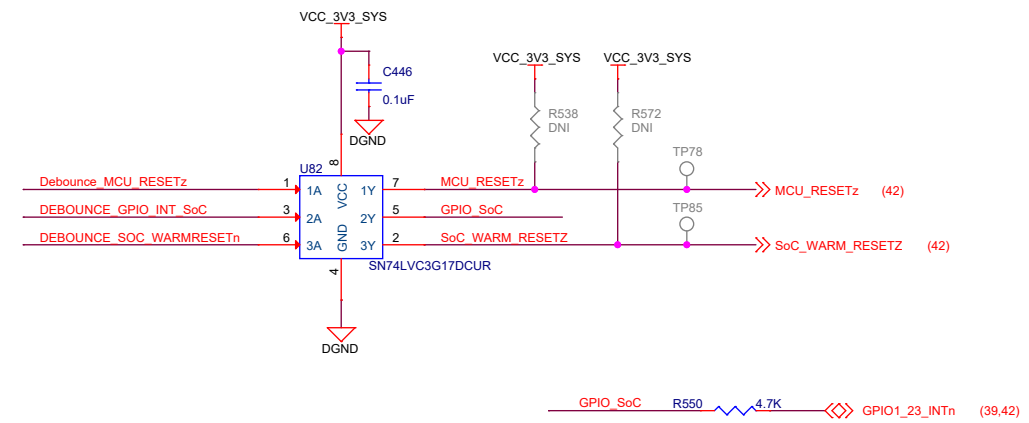 VCC_3V3_SYS
C446
0.1uF
DGND
VCC_3V3_SYS VCC_3V3_SYS
R538
DNI
R572
DNI
TP78
U82
8
Debounce_MCU_RESETz 1 1A VCC 1Y 7 MCU_RESETz MCU_RESETz (42)
TP85
DEBOUNCE_GPIO_INT_SoC 3 2A 2Y 5 GPIO_SoC
DEBOUNCE_SOC_WARMRESETn 6 3A GND 3Y 2 SoC_WARM_RESETZ SoC_WARM_RESETZ (42)
4
SN74LVC3G17DCUR
DGND
GPIO_SoC R550 4.7K GPIO1_23_INTn (39,42)